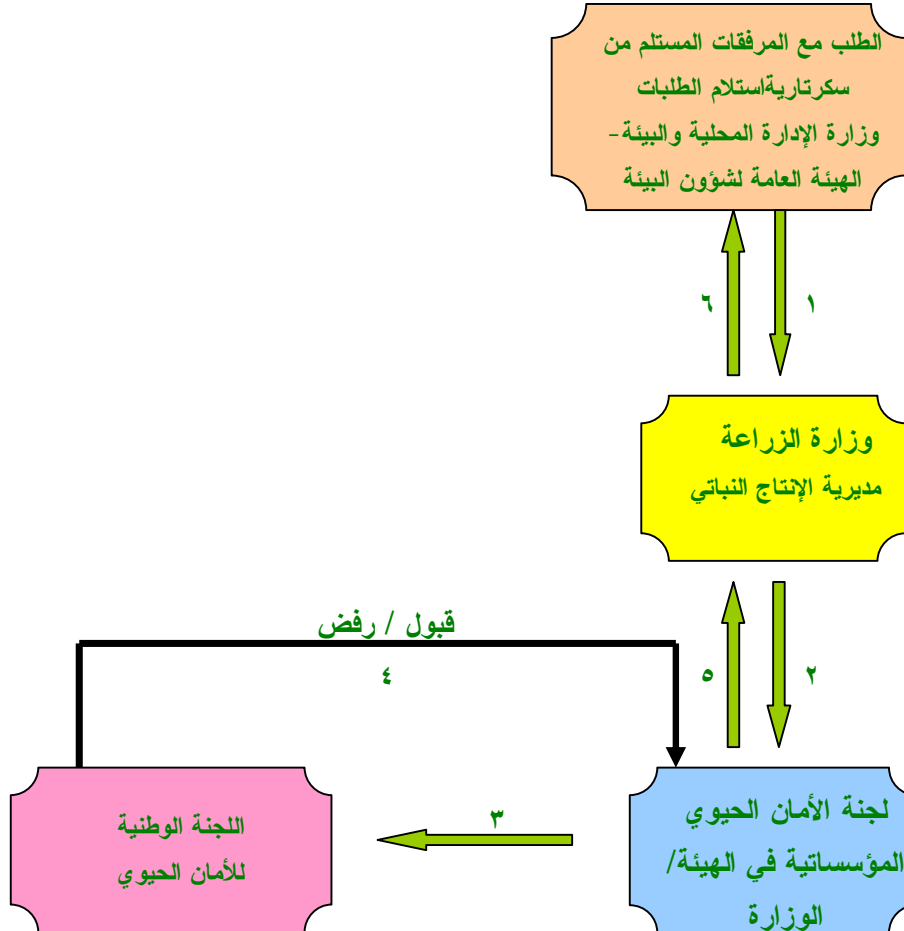 الطلب مع المرفقات المستلم من
سكرتاريةاستلام الطلبات
وزارة الإدارة المحلية والبيئة-
الهيئة العامة لشؤون البيئة
٦
١
وزارة الزراعة
مديرية الإنتاج النباتي
قبول / رفض
٤
٥
٢
لجنة الأمان الحيوي
المؤسساتية في الهيئة/
الوزارة
٣
اللجنة الوطنية
للأمان الحيوي